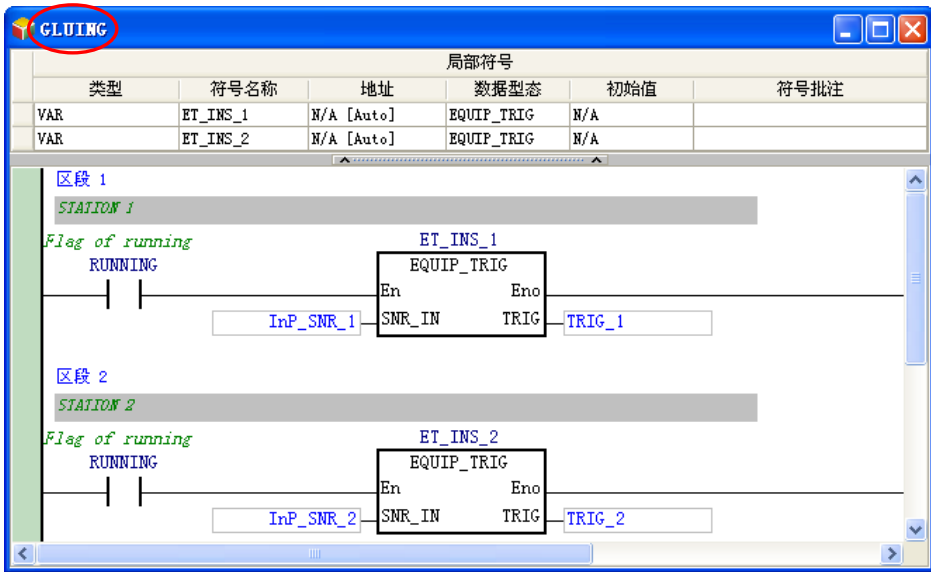 GLUING
局部符号
类型 符号名称 地址 数据型态 初始值 符号批注
VAR ET_INS_1 N/A [Auto] EQUIP_TRIG N/A
VAR ET_INS_2 N/A [Auto] EQUIP_TRIG N/A
区段 1
STATION 1
Flag of running ET_INS_1
RUNNING EQUIP_TRIG
En Eno
InP_SNR_1 SNR_IN TRIG TRIG_1
区段 2
STATION 2
Flag of running ET_INS_2
RUNNING EQUIP_TRIG
En Eno
InP_SNR_2 SNR_IN TRIG TRIG_2